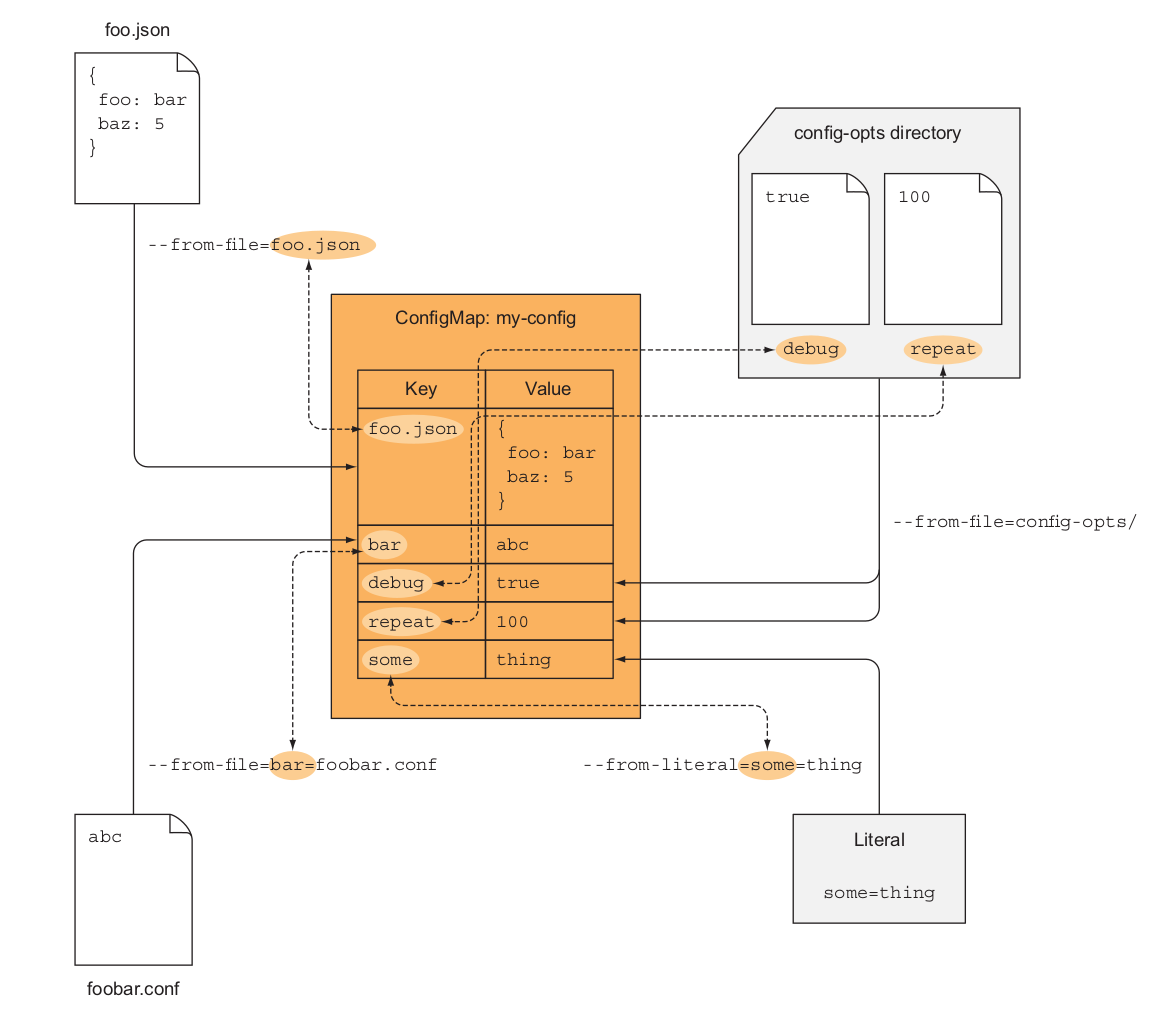 foo.json
{
foo: bar
baz: 5
}
--from-file=foo.json
config-opts directory
true
100
debug
repeat
ConfigMap: my-config
Key Value
foo.json {
foo: bar
baz: 5
}
bar abc
debug true
repeat 100
some thing
--from-file=config-opts/
--from-file=bar=foobar.conf
--from-literal=some=thing
abc
foobar.conf
Literal
some=thing